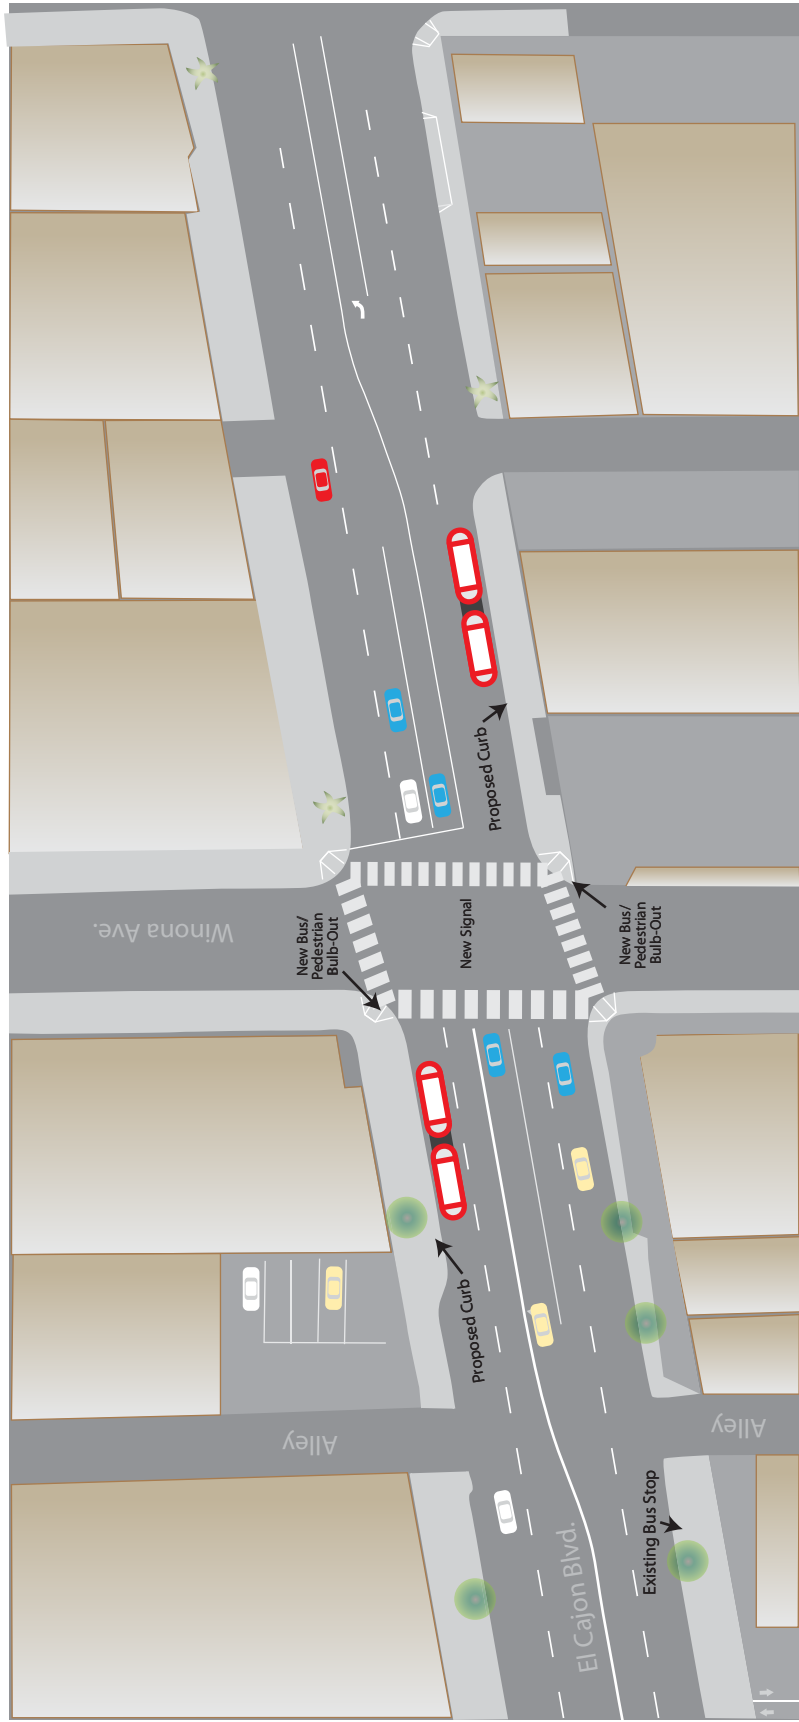 Proposed Curb
Winona Ave.
New Bus/
Pedestrian
Bulb-Out
New Signal
New Bus/
Pedestrian
Bulb-Out
Proposed Curb
Alley
Alley
Existing Bus Stop
El Cajon Blvd.